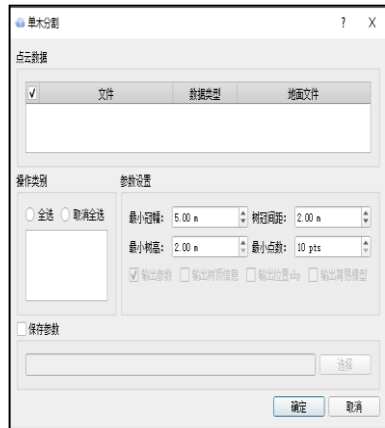 单木分割 ? X
点云数据
文件 数据类型 地面文件
操作类别 参数设置
全选 取消全选
最小冠幅: 5.00 m 树冠间距: 2.00 m
最小树高: 2.00 m 最小点数: 10 pts
输出参数 输出树顶信息 输出位置shp 输出简易模型
保存参数
选择
确定 取消